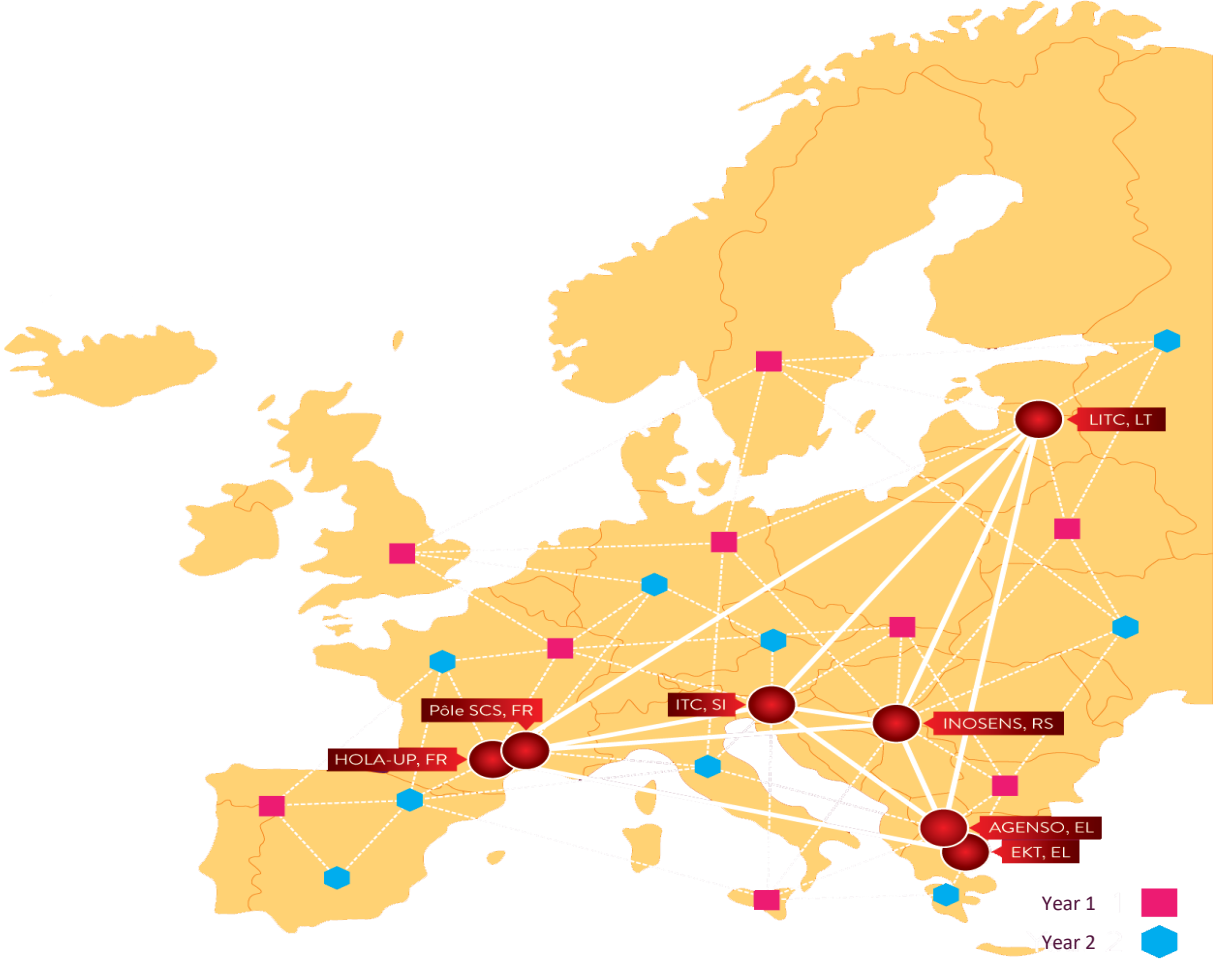 LITC, LT
Pôle SCS, FR
ITC, SI
INOSENS, RS
HOLA-UP, FR
AGENSO, EL
EKT, EL
Year 1
Year 2